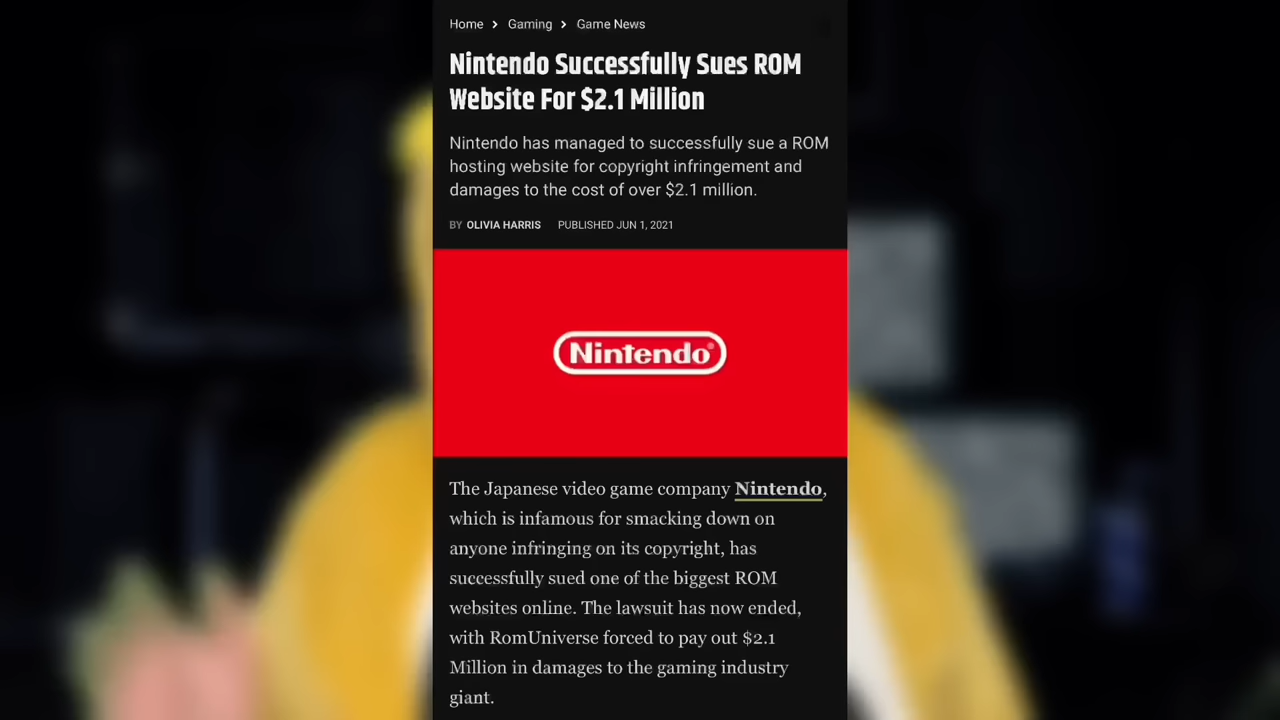 Home > Gaming > Game News
Nintendo Successfully Sues ROM
Website For $2.1 Million
Nintendo has managed to successfully sue a ROM
hosting website for copyright infringement and
damages to the cost of over $2.1 million.
BY OLIVIA HARRIS PUBLISHED JUN 1, 2021
Nintendo®
The Japanese video game company Nintendo,
which is infamous for smacking down on
anyone infringing on its copyright, has
successfully sued one of the biggest ROM
websites online. The lawsuit has now ended,
with RomUniverse forced to pay out $2.1
Million in damages to the gaming industry
giant.